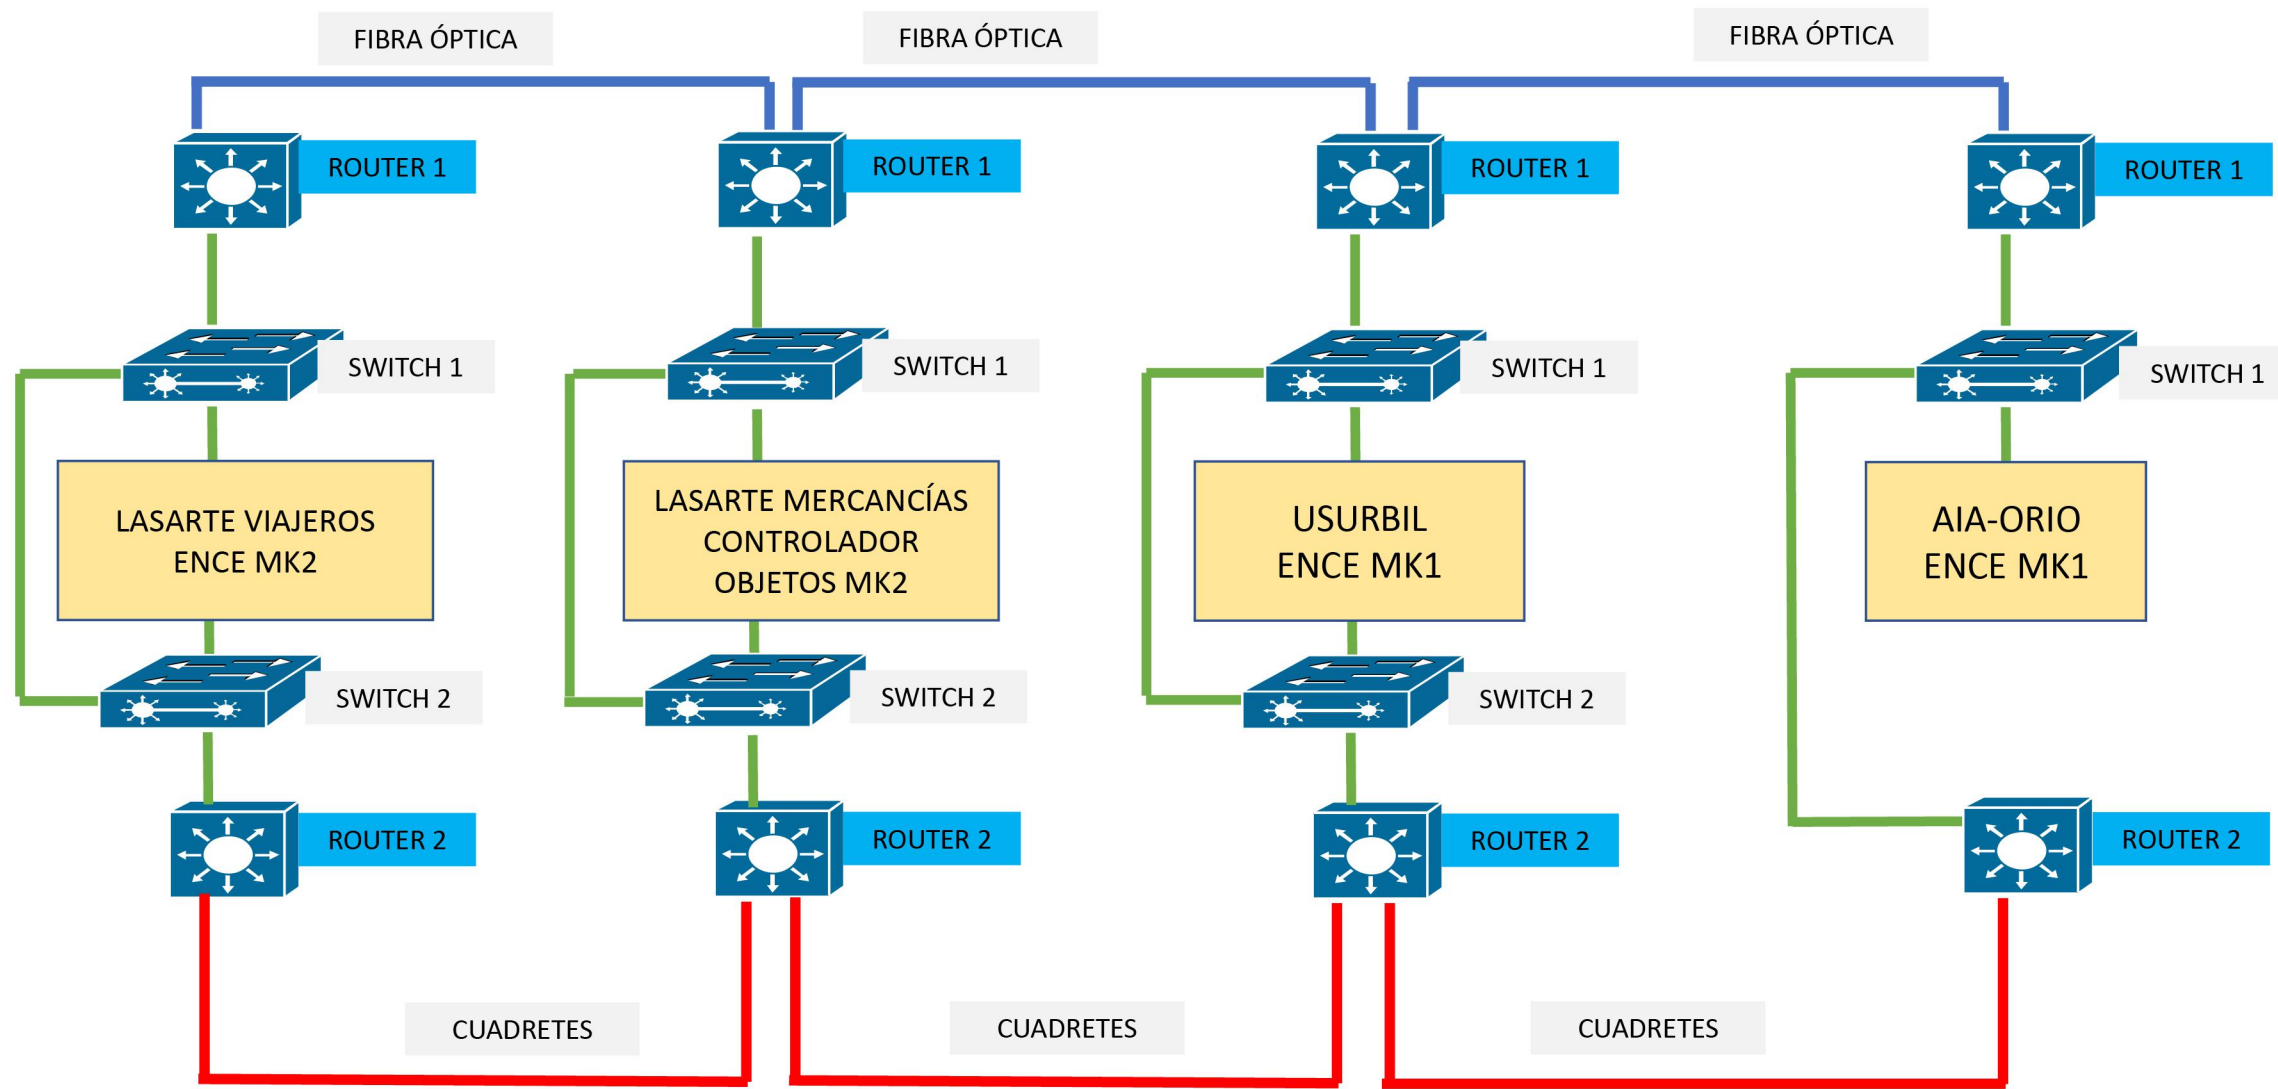 FIBRA ÓPTICA
FIBRA ÓPTICA
FIBRA ÓPTICA
ROUTER 1
ROUTER 1
ROUTER 1
ROUTER 1
SWITCH 1
SWITCH 1
SWITCH 1
SWITCH 1
LASARTE VIAJEROS
ENCE MK2
LASARTE MERCANCÍAS
CONTROLADOR
OBJETOS MK2
USURBIL
ENCE MK1
AIA-ORIO
ENCE MK1
SWITCH 2
SWITCH 2
SWITCH 2
ROUTER 2
ROUTER 2
ROUTER 2
ROUTER 2
CUADRETES
CUADRETES
CUADRETES